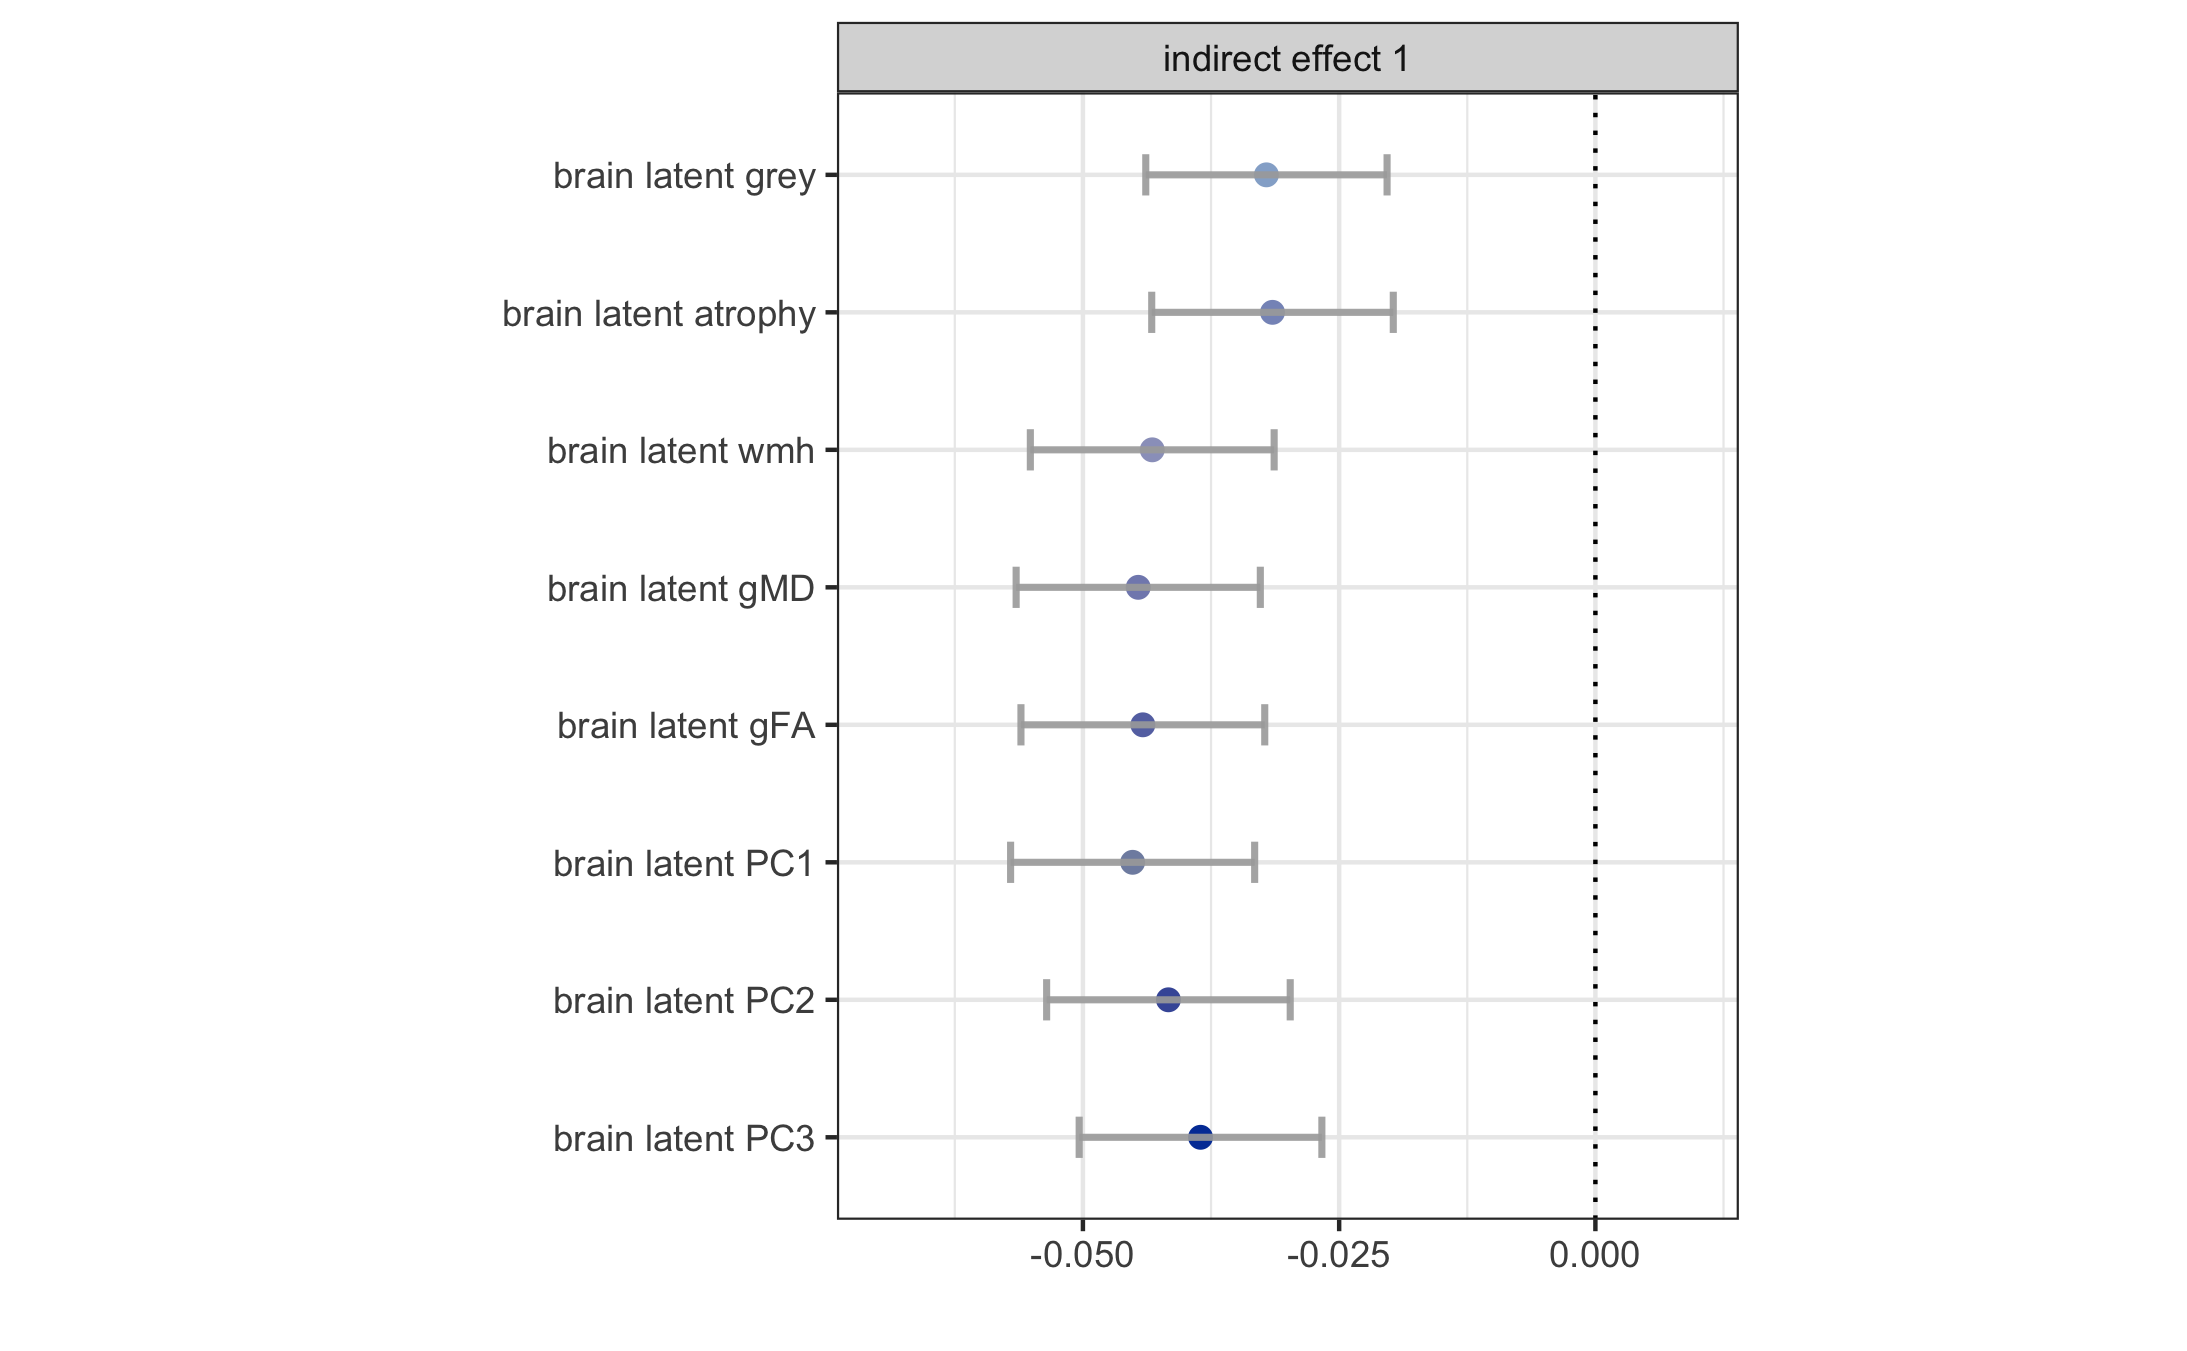 indirect effect 1
brain latent grey
brain latent atrophy
brain latent wmh
brain latent gMD
brain latent gFA
brain latent PC1
brain latent PC2
brain latent PC3
-0.050 -0.025 0.000